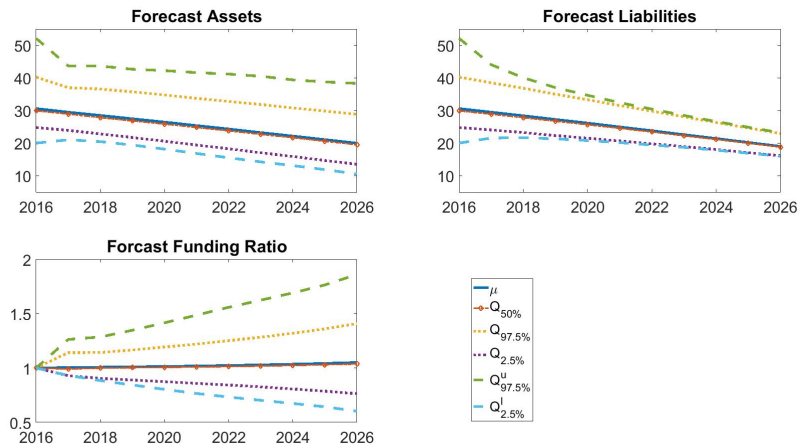 Forecast Assets
50
40
30
20
10
2016 2018 2020 2022 2024 2026
Forecast Liabilities
50
40
30
20
10
2016 2018 2020 2022 2024 2026
Forcast Funding Ratio
2
1.5
1
0.5
2016 2018 2020 2022 2024 2026
μ
Q50%
Q97.5%
Q2.5%
Qu97.5%
Ql2.5%